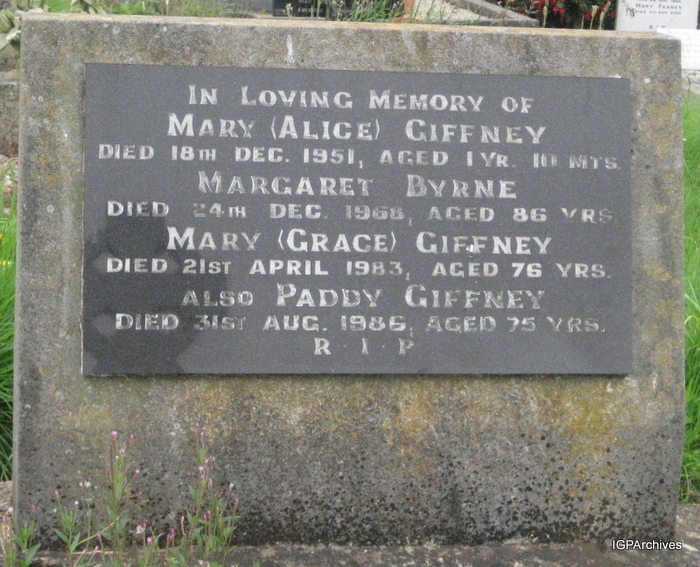 IN LOVING MEMORY OF
MARY (ALICE) GIFFNEY
DIED 18TH DEC. 1951, AGED 1 YR. 10 MTS.
MARGARET BYRNE
DIED 24TH DEC. 1968, AGED 86 YRS.
MARY (GRACE) GIFFNEY
DIED 21ST APRIL 1983, AGED 76 YRS.
ALSO PADDY GIFFNEY
DIED 31ST AUG. 1986, AGED 75 YRS.
R · I · P
MARY FRANEY
IGPArchives